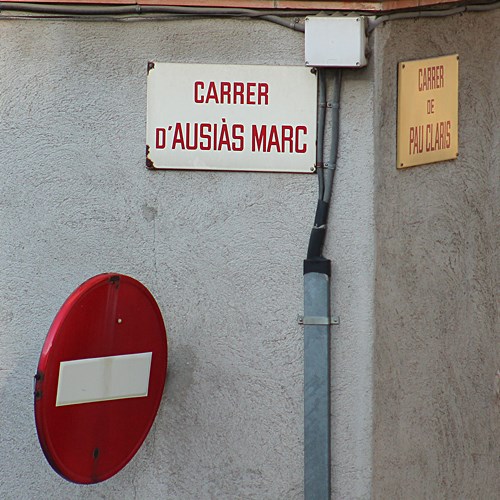 CARRER
D'AUSIÀS MARC
CARRER
DE
PAU CLARIS